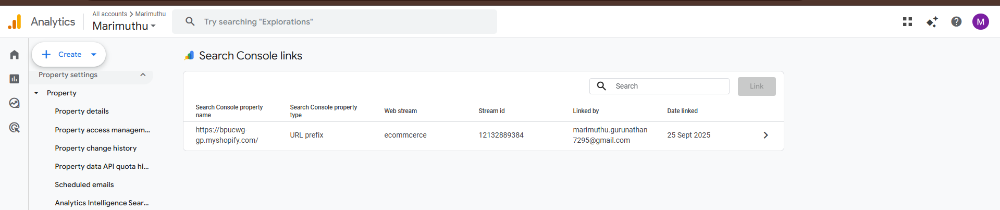 Analytics
All accounts > Marimuthu
Marimuthu
Try searching "Explorations"
M
Create
Property settings
Property
Property details
Property access managem...
Property change history
Property data API quota hi...
Scheduled emails
Analytics Intelligence Sear...
Search Console links
Search
Link
Search Console property
name
Search Console property
type
Web stream
Stream id
Linked by
Date linked
https://bpucwg-
gp.myshopify.com/
URL prefix
ecommcerce
12132889384
marimuthu.gurunathan
7295@gmail.com
25 Sept 2025